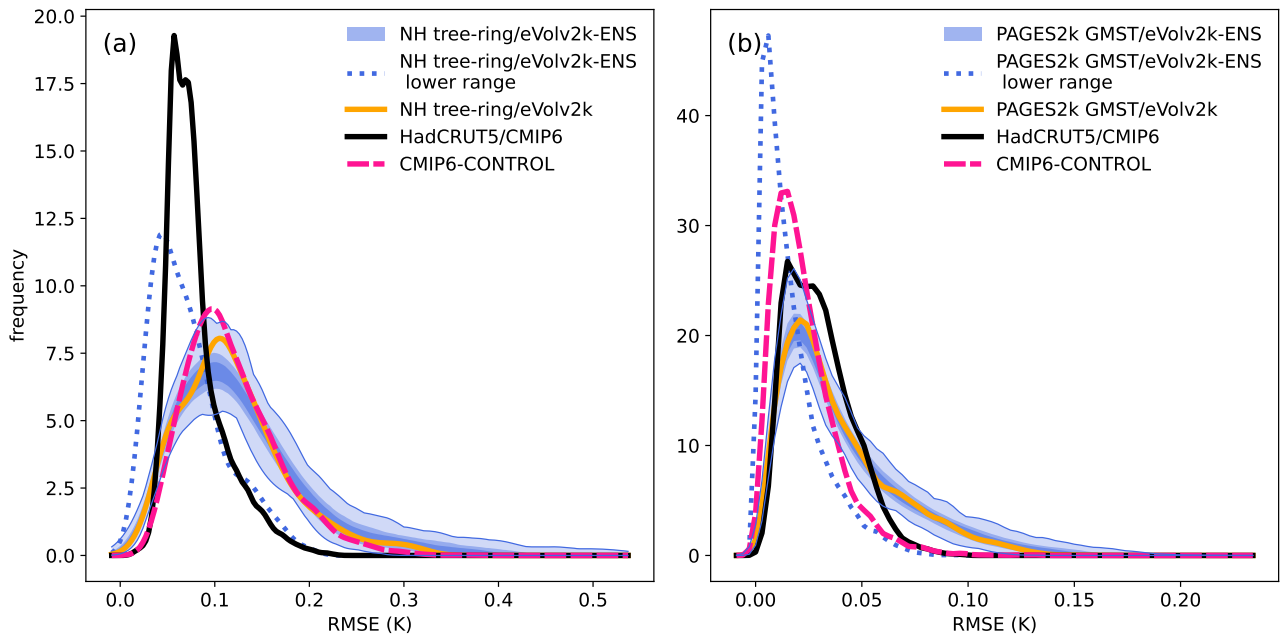 (a)
NH tree-ring/eVolv2k-ENS
NH tree-ring/eVolv2k-ENS
lower range
NH tree-ring/eVolv2k
HadCRUT5/CMIP6
CMIP6-CONTROL
20.0
17.5
15.0
12.5
10.0
7.5
5.0
2.5
0.0
frequency
0.0
0.1
0.2
0.3
0.4
0.5
RMSE (K)
(b)
PAGES2k GMST/eVolv2k-ENS
PAGES2k GMST/eVolv2k-ENS
lower range
PAGES2k GMST/eVolv2k
HadCRUT5/CMIP6
CMIP6-CONTROL
40
30
20
10
0
0.00
0.05
0.10
0.15
0.20
RMSE (K)